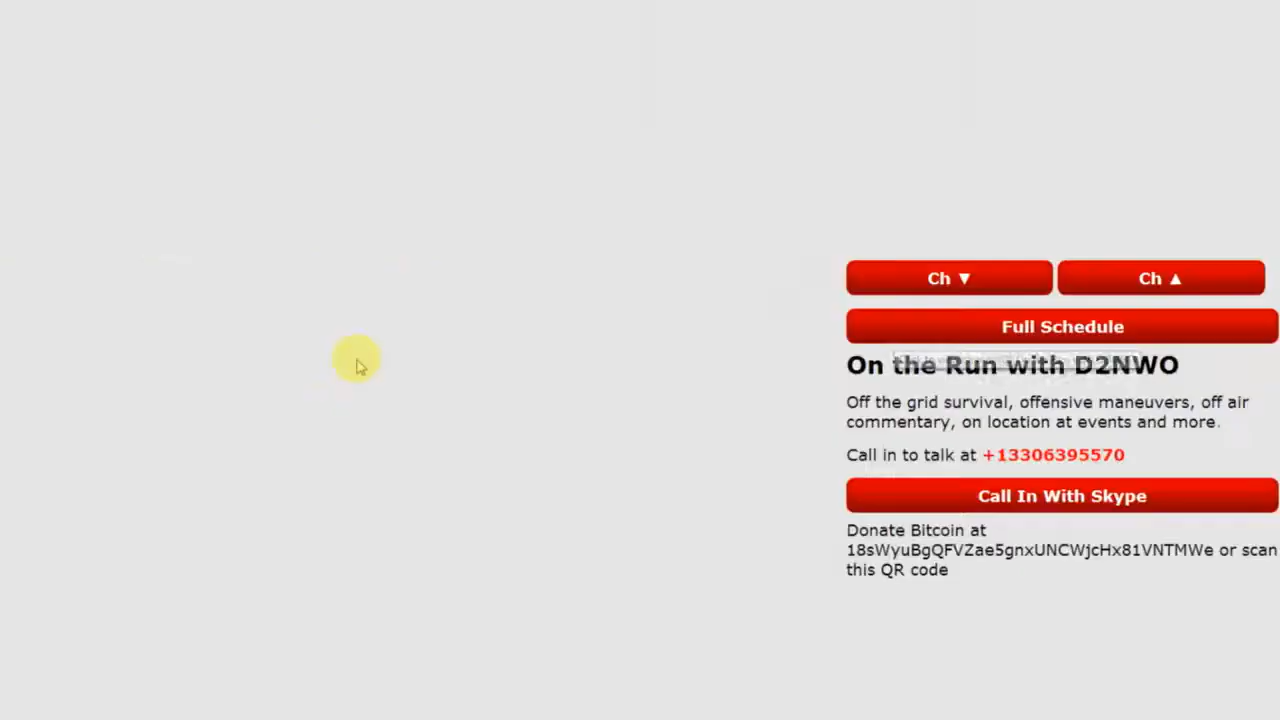 Ch ▼ Ch ▲
Full Schedule
On the Run with D2NWO
Off the grid survival, offensive maneuvers, off air
commentary, on location at events and more.
Call in to talk at +13306395570
Call In With Skype
Donate Bitcoin at
18sWyuBgQFVZae5gnxUNCWjcHx81VNTMWe or scan
this QR code